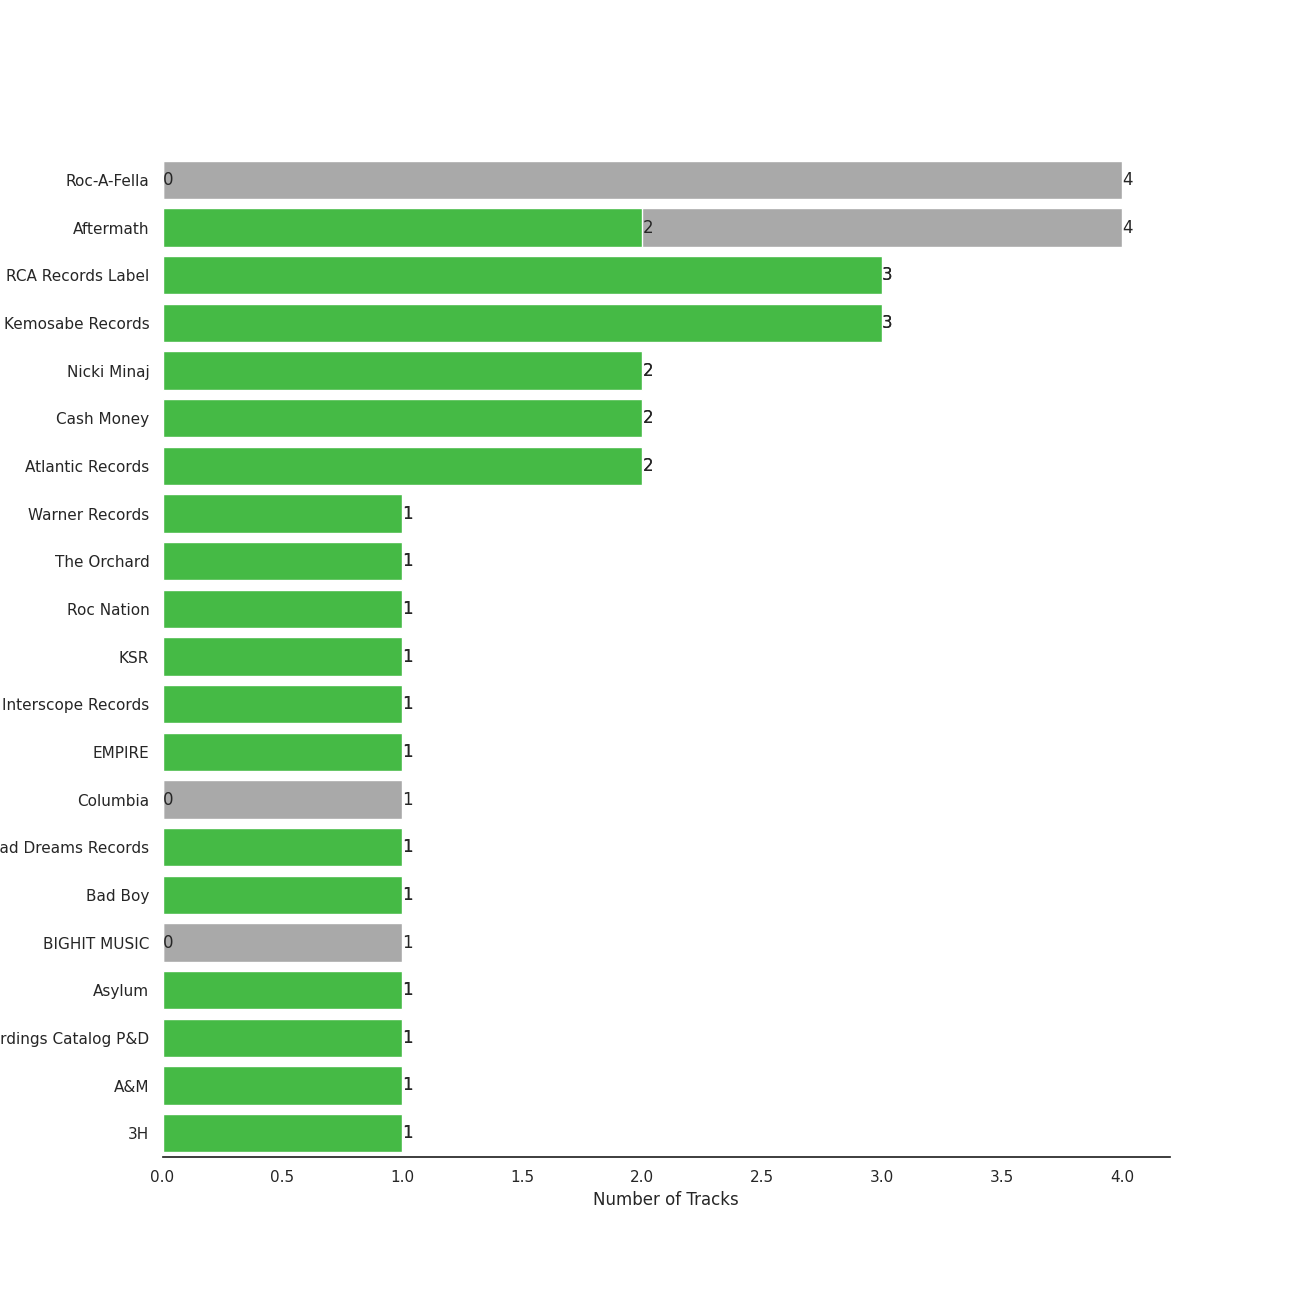 Roc-A-Fella 0 4
Aftermath 2 4
RCA Records Label 3
Kemosabe Records 3
Nicki Minaj 2
Cash Money 2
Atlantic Records 2
Warner Records 1
The Orchard 1
Roc Nation 1
KSR 1
Interscope Records 1
EMPIRE 1
Columbia 0 1
Dreams Records 1
Bad Boy 1
BIGHIT MUSIC 0 1
Asylum 1
Catalog P&D 1
A&M 1
3H 1
0.0 0.5 1.0 1.5 2.0 2.5 3.0 3.5 4.0
Number of Tracks